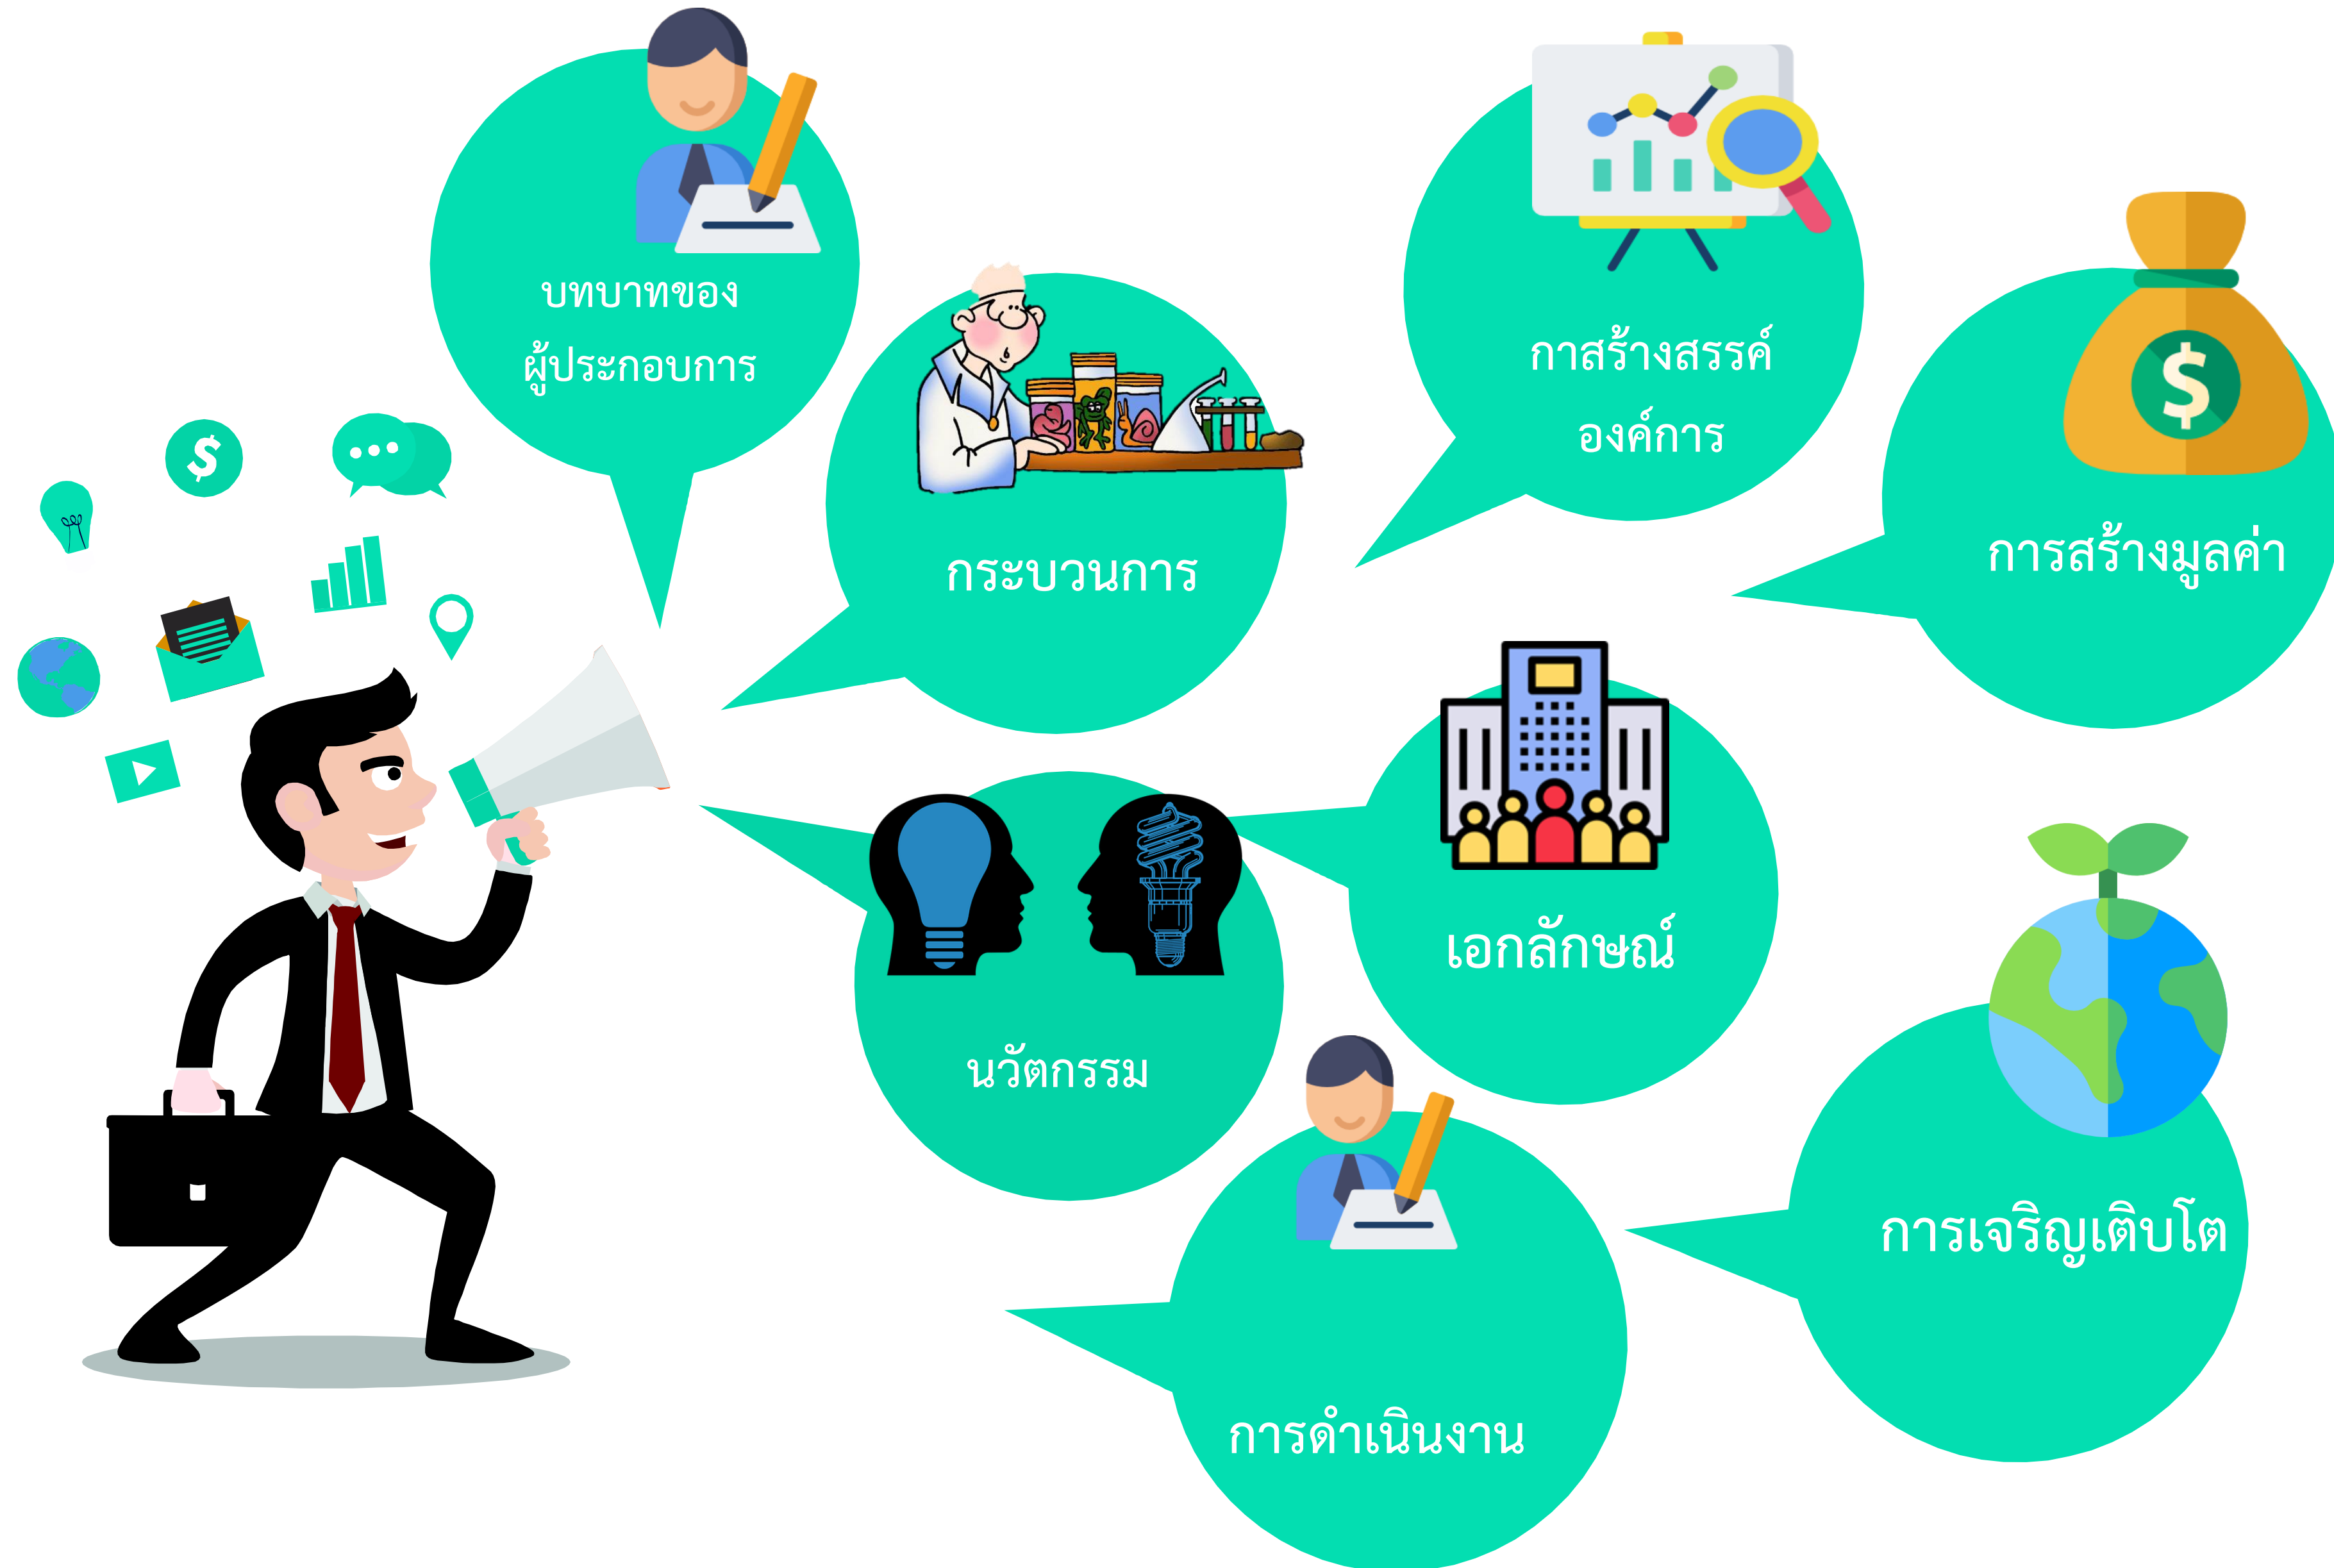 บทบาทของ
ผู้ประกอบการ
กระบวนการ
กาสร้างสรรค์
องค์การ
การสร้างมูลค่า
นวัตกรรม
เอกลักษณ์
การดำเนินงาน
การเจริญเติบโต
$
$